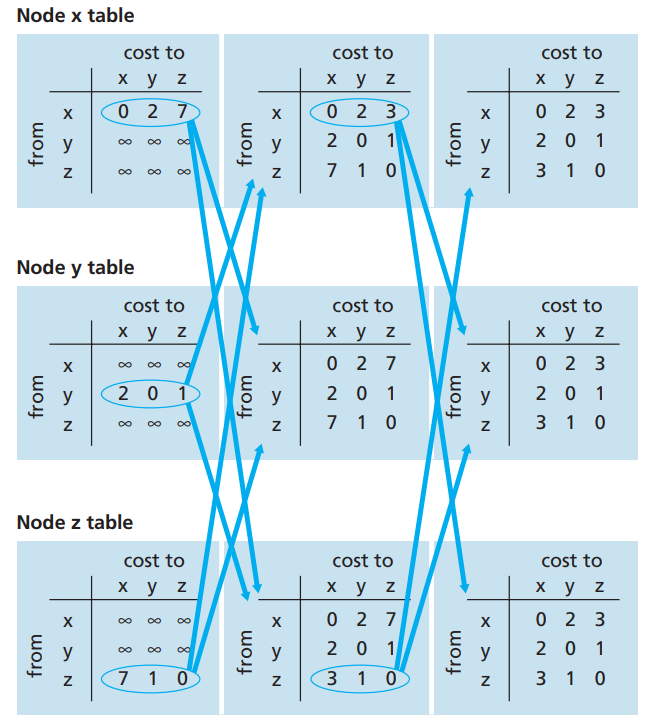 Node x table
cost to cost to cost to
x y z x y z x y z
x 0 2 7 x 0 2 3 x 0 2 3
from y ∞ ∞ ∞ from y 2 0 1 from y 2 0 1
z ∞ ∞ ∞ z 7 1 0 z 3 1 0
Node y table
cost to cost to cost to
x y z x y z x y z
x ∞ ∞ ∞ x 0 2 7 x 0 2 3
from y 2 0 1 from y 2 0 1 from y 2 0 1
z ∞ ∞ ∞ z 7 1 0 z 3 1 0
Node z table
cost to cost to cost to
x y z x y z x y z
x ∞ ∞ ∞ x 0 2 7 x 0 2 3
from y ∞ ∞ ∞ from y 2 0 1 from y 2 0 1
z 7 1 0 z 3 1 0 z 3 1 0